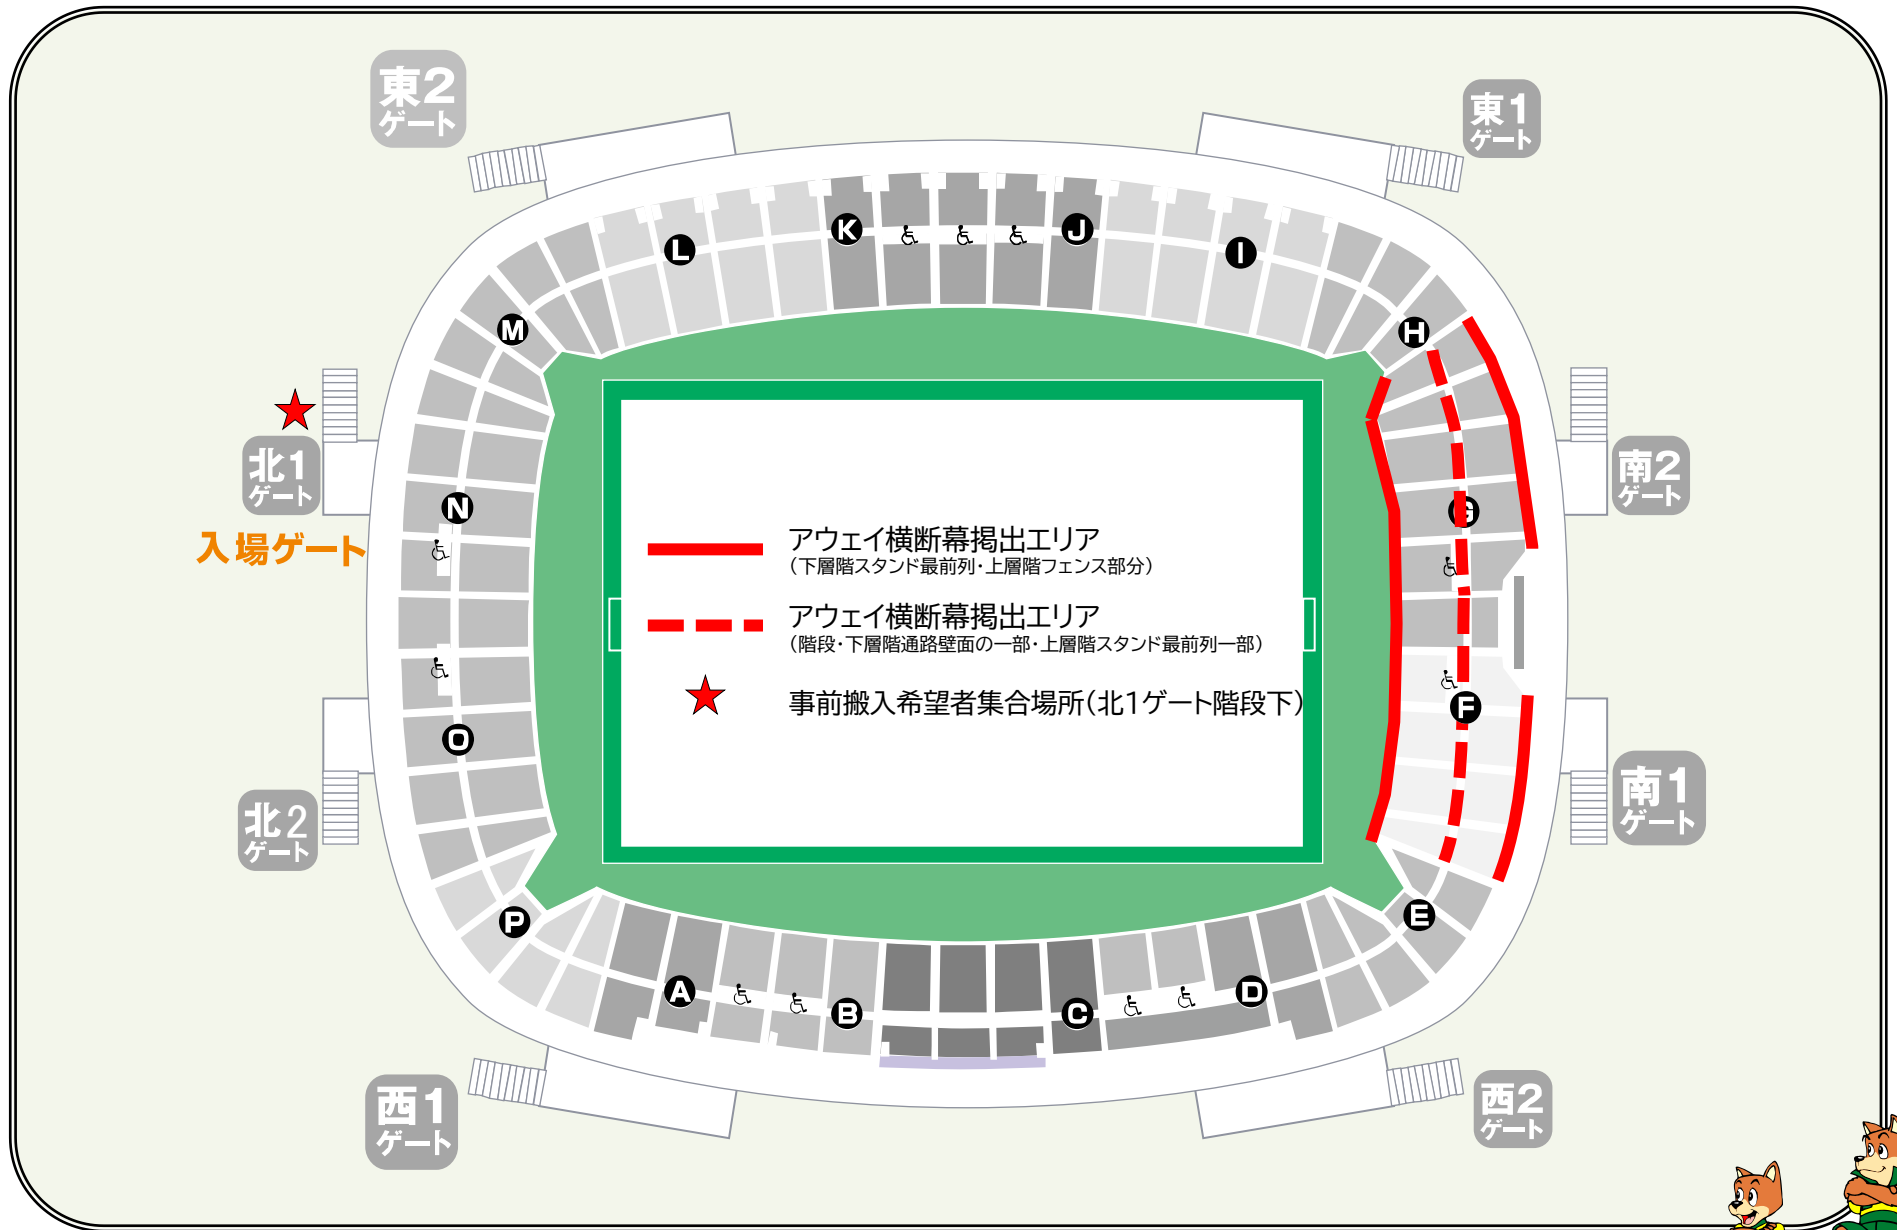 東2
ゲート
東1
ゲート
K
J
L
I
M
H
北1
ゲート
入場ゲート
南2
ゲート
N
G
アウェイ横断幕掲出エリア
(下層階スタンド最前列・上層階フェンス部分)
アウェイ横断幕掲出エリア
(階段・下層階通路壁面の一部・上層階スタンド最前列一部)
事前搬入希望者集合場所(北1ゲート階段下)
F
O
北2
ゲート
南1
ゲート
P
E
A
B
C
D
西1
ゲート
西2
ゲート